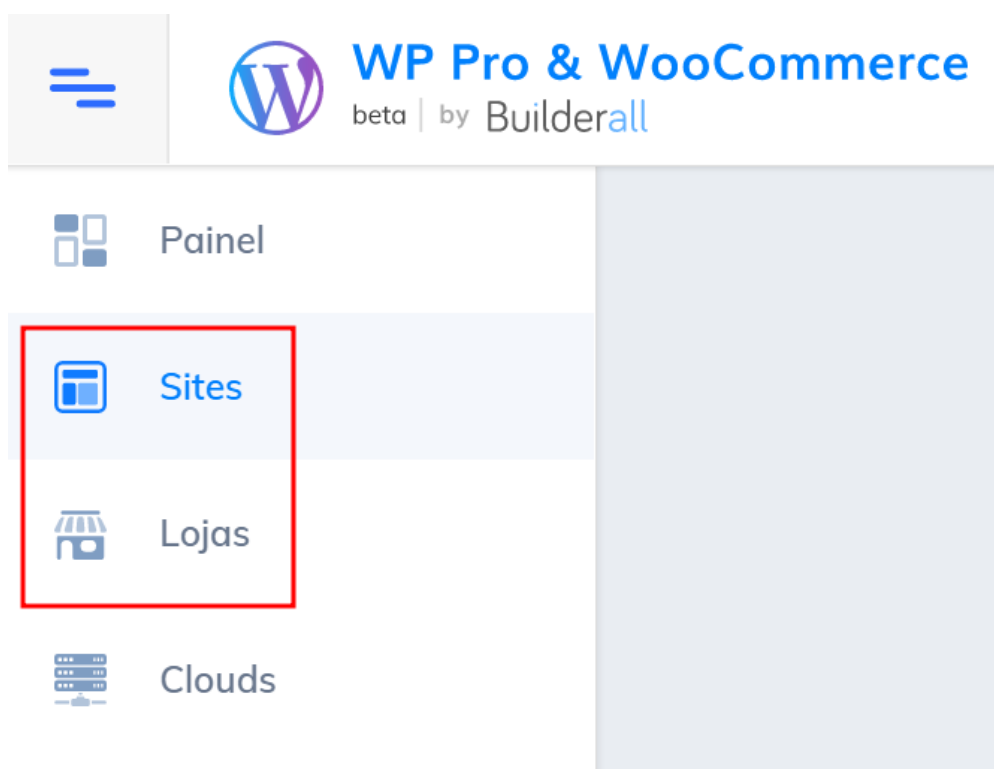 WP Pro & WooCommerce
beta | by Builderall
Painel
Sites
Lojas
Clouds